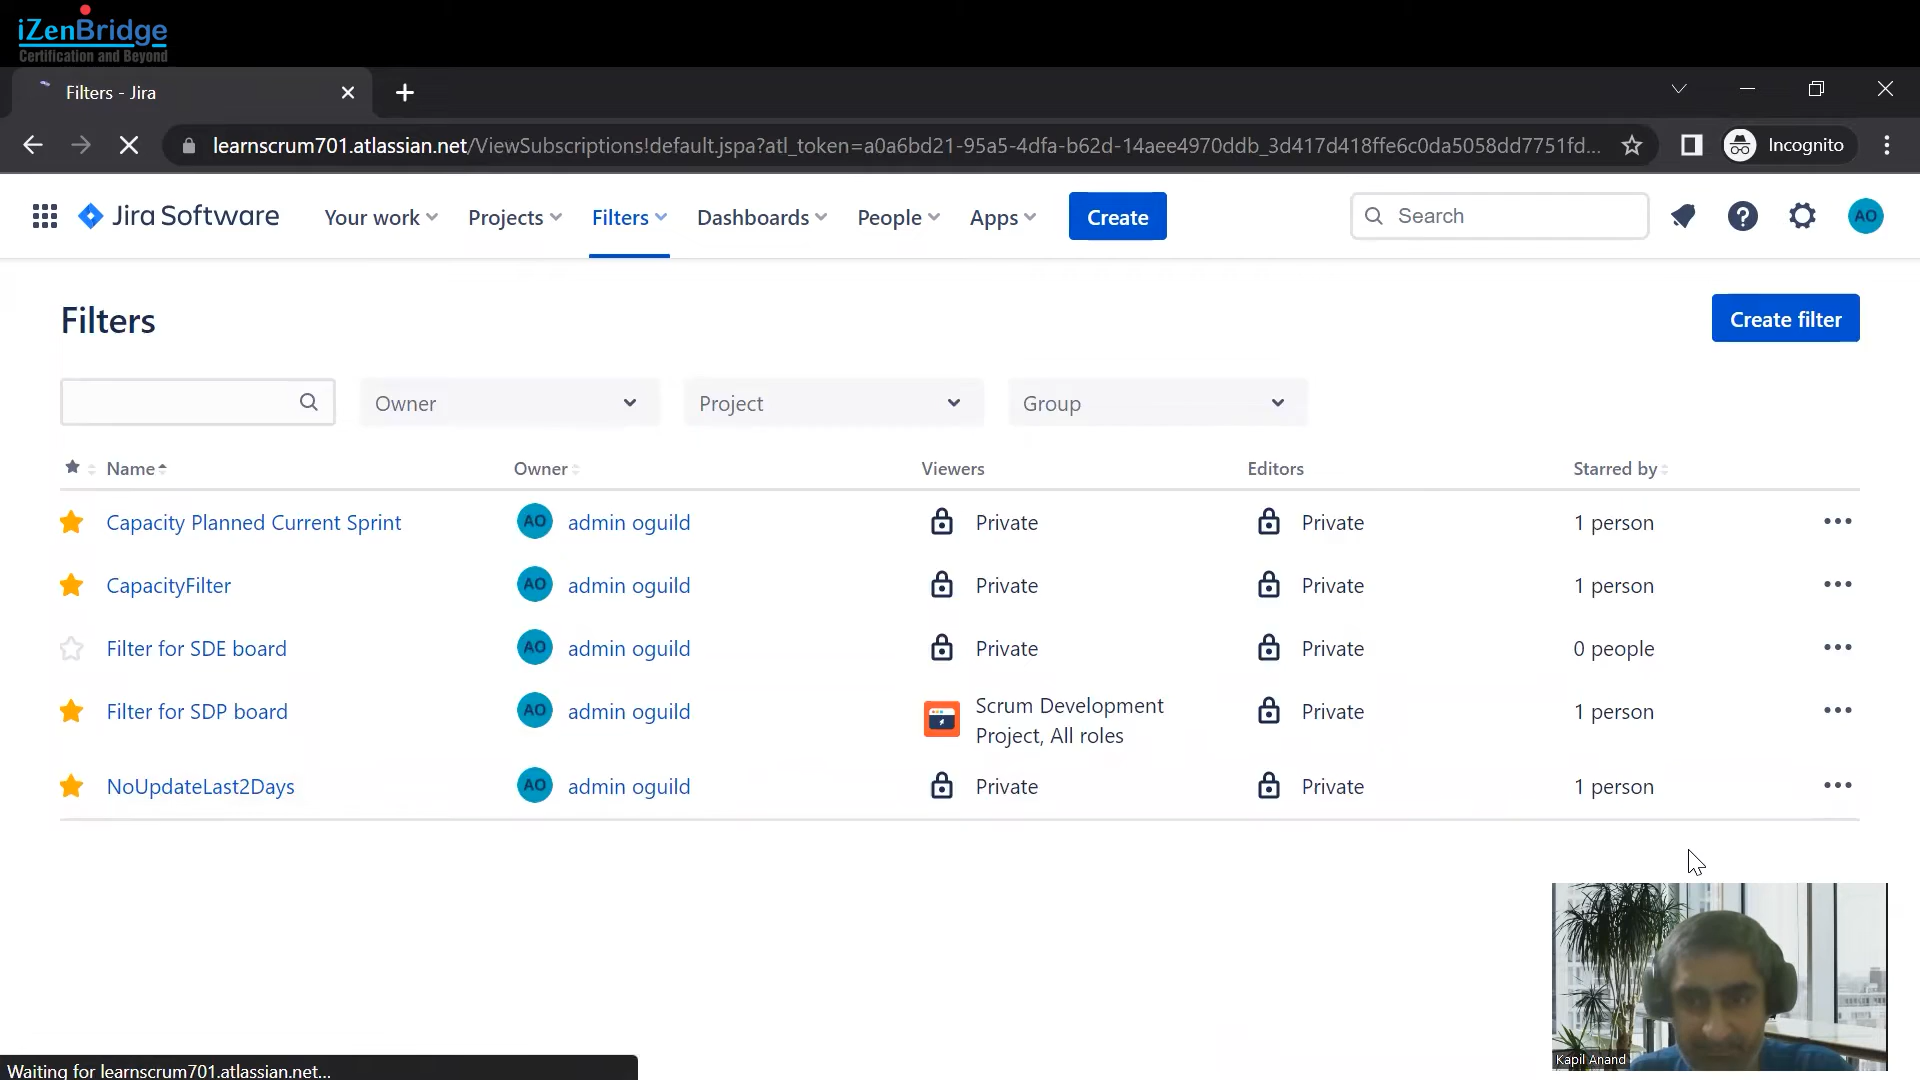 iZenBridge
Certification and Beyond
Filters - Jira
learnscrum701.atlassian.net/ViewSubscriptions!default.jspa?atl_token=a0a6bd21-95a5-4dfa-b62d-14aee4970ddb_3d417d418ffe6c0da5058dd7751fd...
Incognito
Jira Software
Your work
Projects
Filters
Dashboards
People
Apps
Create
Search
AO
Filters
Create filter
Owner
Project
Group
Name
Owner
Viewers
Editors
Starred by
Capacity Planned Current Sprint
AO
admin oguild
Private
Private
1 person
CapacityFilter
AO
admin oguild
Private
Private
1 person
Filter for SDE board
AO
admin oguild
Private
Private
0 people
Filter for SDP board
AO
admin oguild
Scrum Development
Project, All roles
Private
1 person
NoUpdateLast2Days
AO
admin oguild
Private
Private
1 person
Kapil Anand
Waiting for learnscrum701.atlassian.net...